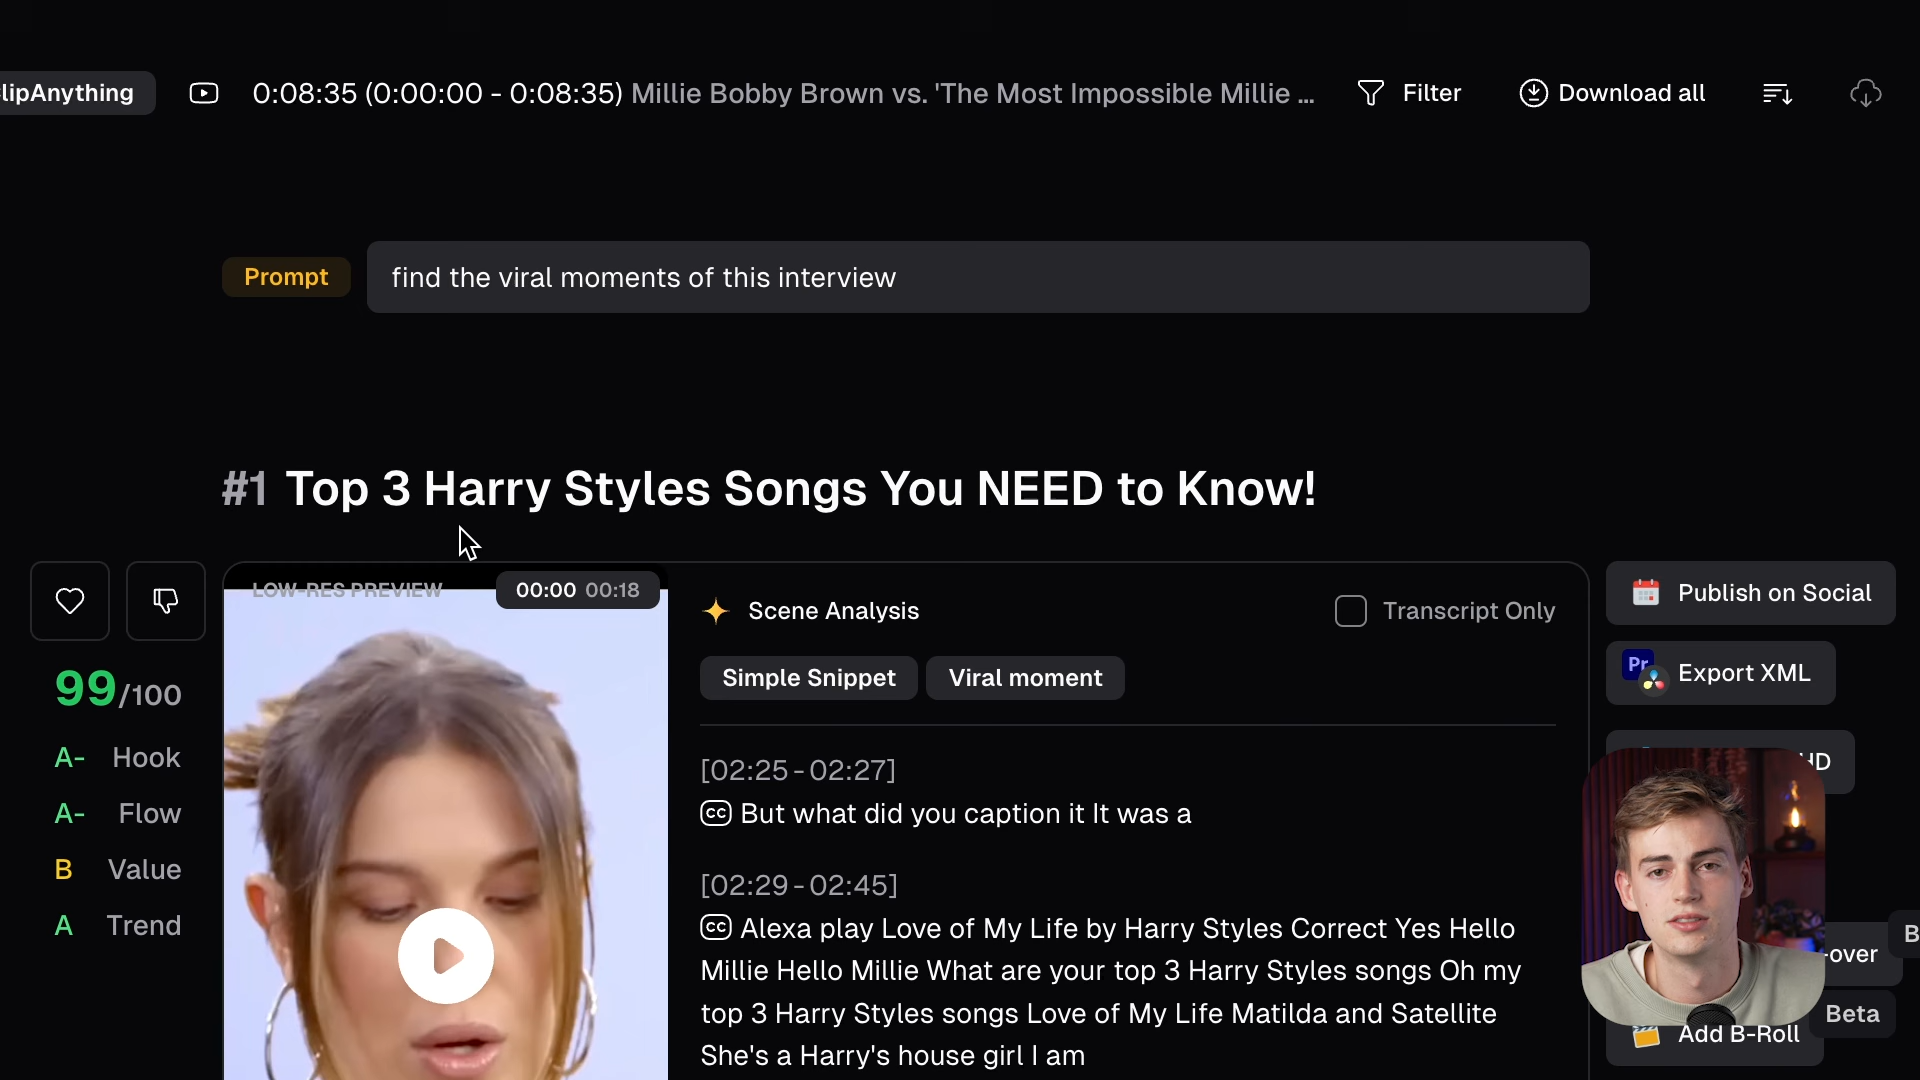 lipAnything
0:08:35 (0:00:00 - 0:08:35) Millie Bobby Brown vs. 'The Most Impossible Millie ...
Filter
Download all
Prompt
find the viral moments of this interview
#1 Top 3 Harry Styles Songs You NEED to Know!
LOW-RES PREVIEW
00:00 00:18
Scene Analysis
Transcript Only
Publish on Social
Simple Snippet
Viral moment
Pr
Export XML
99/100
HD
A- Hook
[02:25 - 02:27]
A- Flow
CC But what did you caption it It was a
B Value
[02:29 - 02:45]
A Trend
CC Alexa play Love of My Life by Harry Styles Correct Yes Hello
Millie Hello Millie What are your top 3 Harry Styles songs Oh my
top 3 Harry Styles songs Love of My Life Matilda and Satellite
She's a Harry's house girl I am
B
-over
Beta
Add B-Roll